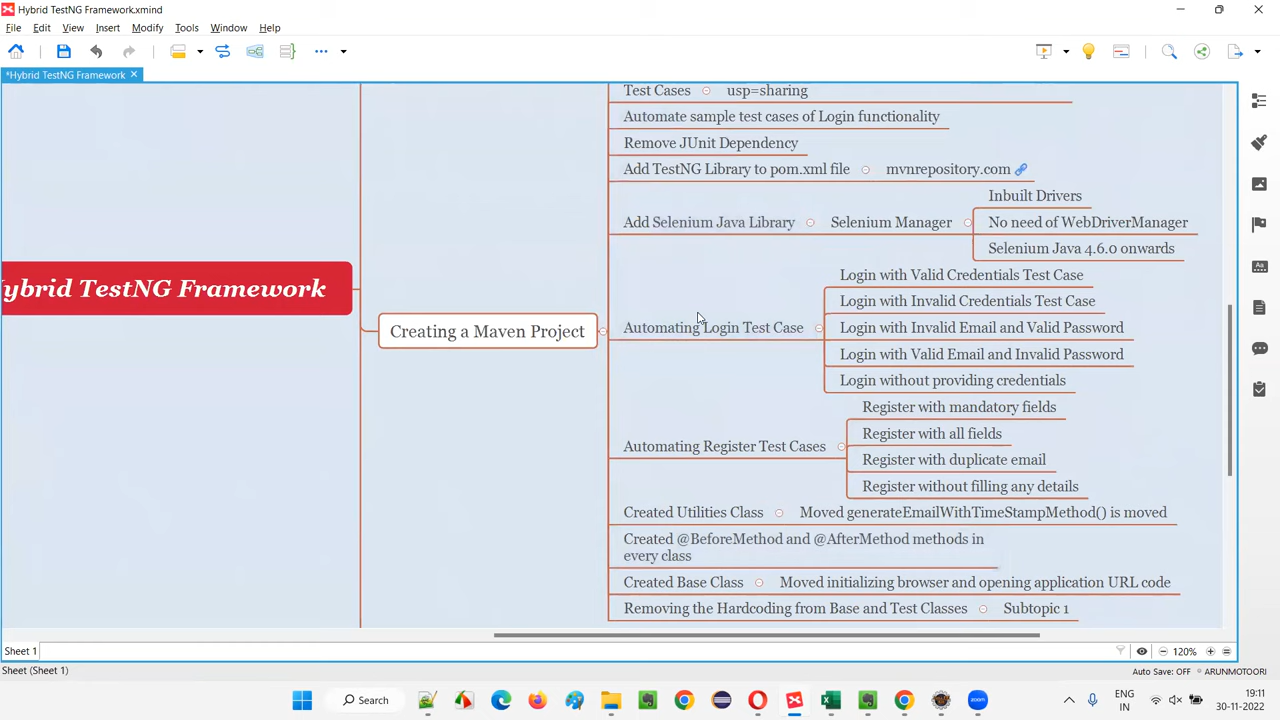 Hybrid TestNG Framework.xmind
File Edit View Insert Modify Tools Window Help
*Hybrid TestNG Framework
Test Cases usp=sharing
Automate sample test cases of Login functionality
Remove JUnit Dependency
Add TestNG Library to pom.xml file mvnrepository.com
Inbuilt Drivers
Add Selenium Java Library Selenium Manager No need of WebDriverManager
Selenium Java 4.6.0 onwards
ybrid TestNG Framework
Login with Valid Credentials Test Case
Login with Invalid Credentials Test Case
Creating a Maven Project
Automating Login Test Case Login with Invalid Email and Valid Password
Login with Valid Email and Invalid Password
Login without providing credentials
Register with mandatory fields
Register with all fields
Automating Register Test Cases
Register with duplicate email
Register without filling any details
Created Utilities Class Moved generateEmailWithTimeStampMethod() is moved
Created @BeforeMethod and @AfterMethod methods in
every class
Created Base Class Moved initializing browser and opening application URL code
Removing the Hardcoding from Base and Test Classes Subtopic 1
Sheet 1
120%
Sheet (Sheet 1)
Auto Save: OFF ARUNMOTOORI
Search
zoom
ENG
IN
19:11
30-11-2022